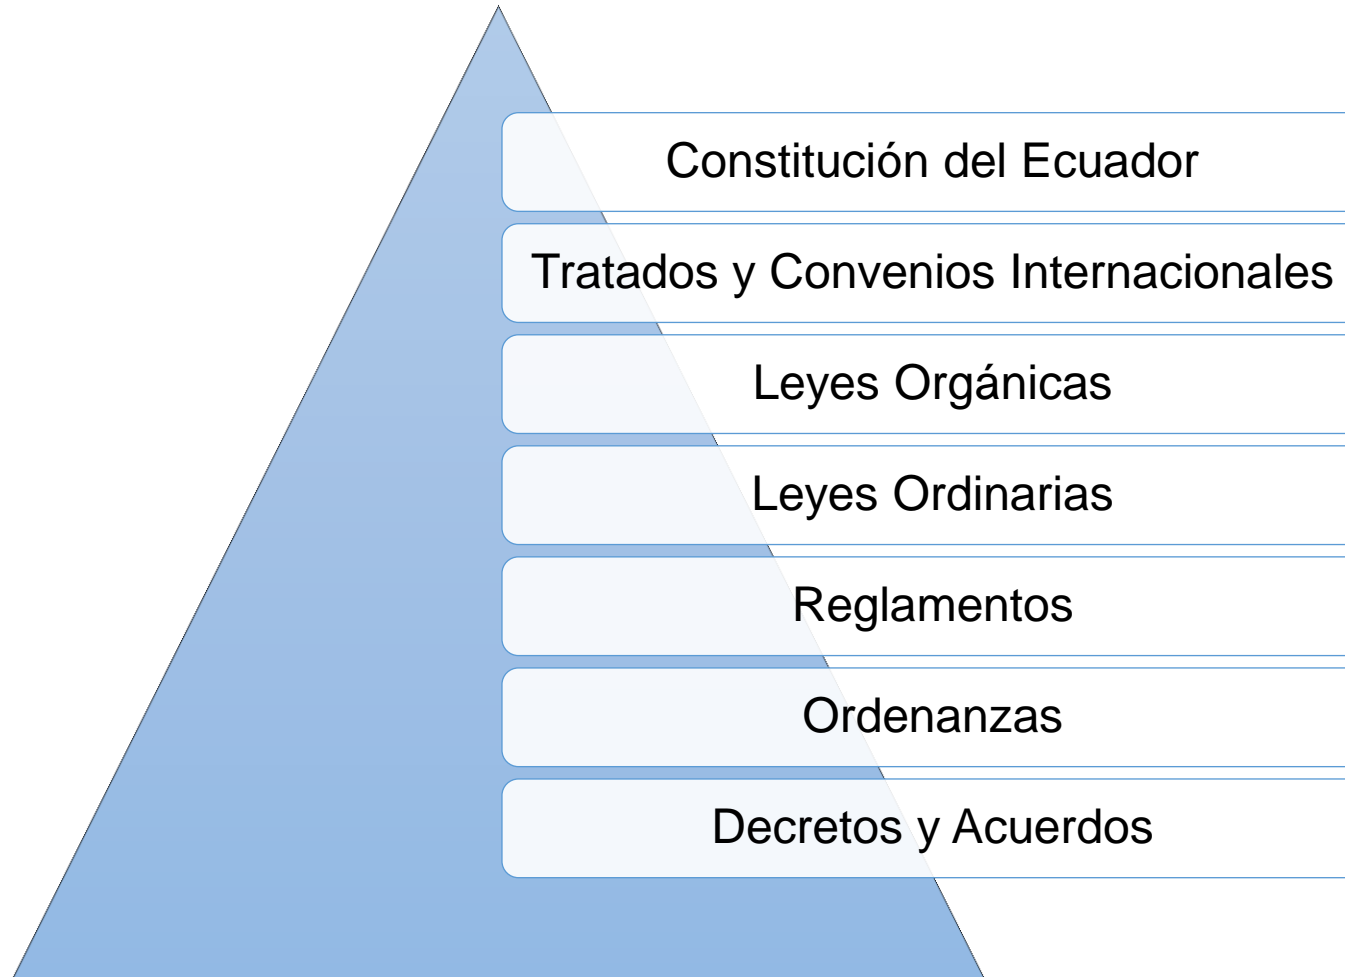 Constitución del Ecuador
Tratados y Convenios Internacionales
Leyes Orgánicas
Leyes Ordinarias
Reglamentos
Ordenanzas
Decretos y Acuerdos